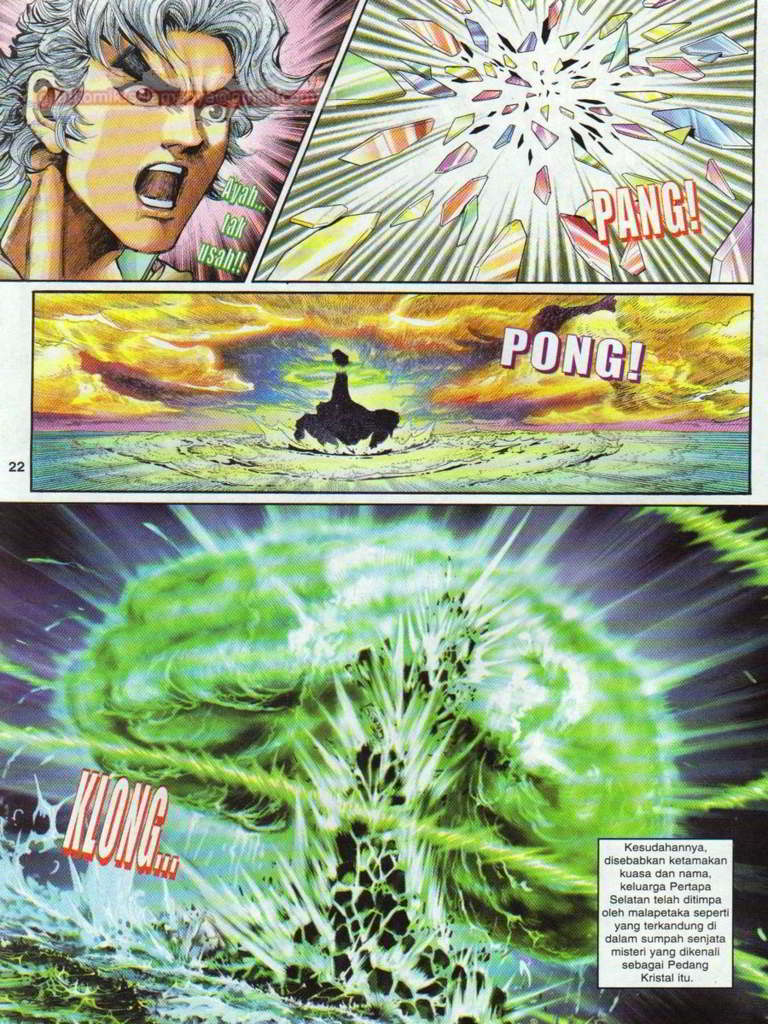 Ayah...
tak
usah!!
PANG!
PONG!
22
KLONG...
Kesudahannya,
disebabkan ketamakan
kuasa dan nama,
keluarga Pertapa
Selatan telah ditimpa
oleh malapetaka seperti
yang terkandung di
dalam sumpah senjata
misteri yang dikenali
sebagai Pedang
Kristal itu.